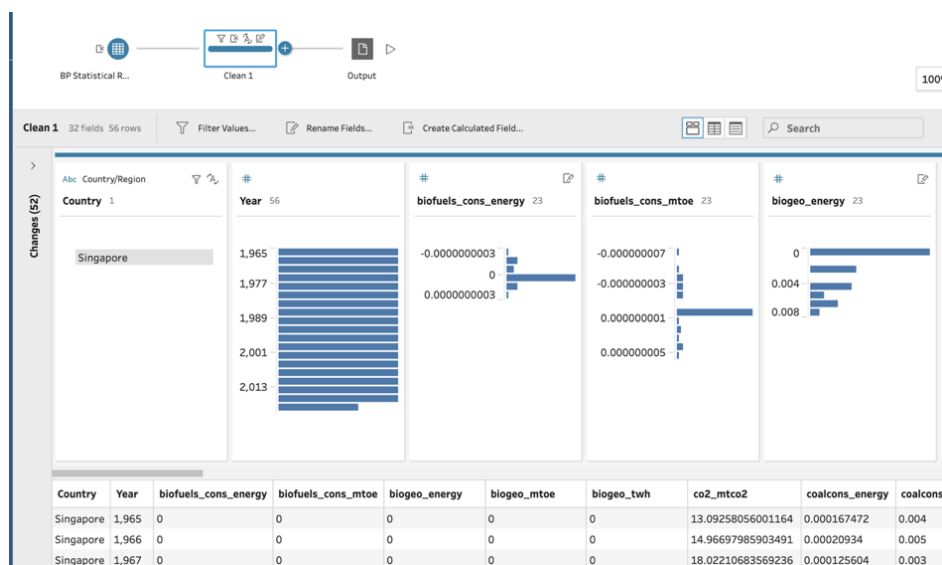 BP Statistical R...
Clean 1
Output
100%
Clean 1 32 fields 56 rows Filter Values... Rename Fields... Create Calculated Field... Search
Changes (52)
Abc Country/Region
Country 1
Singapore
#
Year 56
1,965
1,977
1,989
2,001
2,013
#
biofuels_cons_energy 23
-0.0000000003
0
0.0000000003
#
biofuels_cons_mtoe 23
-0.000000007
-0.000000003
0.000000001
0.000000005
#
biogeo_energy 23
0
0.004
0.008
Country Year biofuels_cons_energy biofuels_cons_mtoe biogeo_energy biogeo_mtoe biogeo_twh co2_mtco2 coalcons_energy coalcons
Singapore 1,965 0 0 0 0 0 13.09258056001164 0.000167472 0.004
Singapore 1,966 0 0 0 0 0 14.96697985903491 0.00020934 0.005
Singapore 1,967 0 0 0 0 0 18.02210683569236 0.000125604 0.003